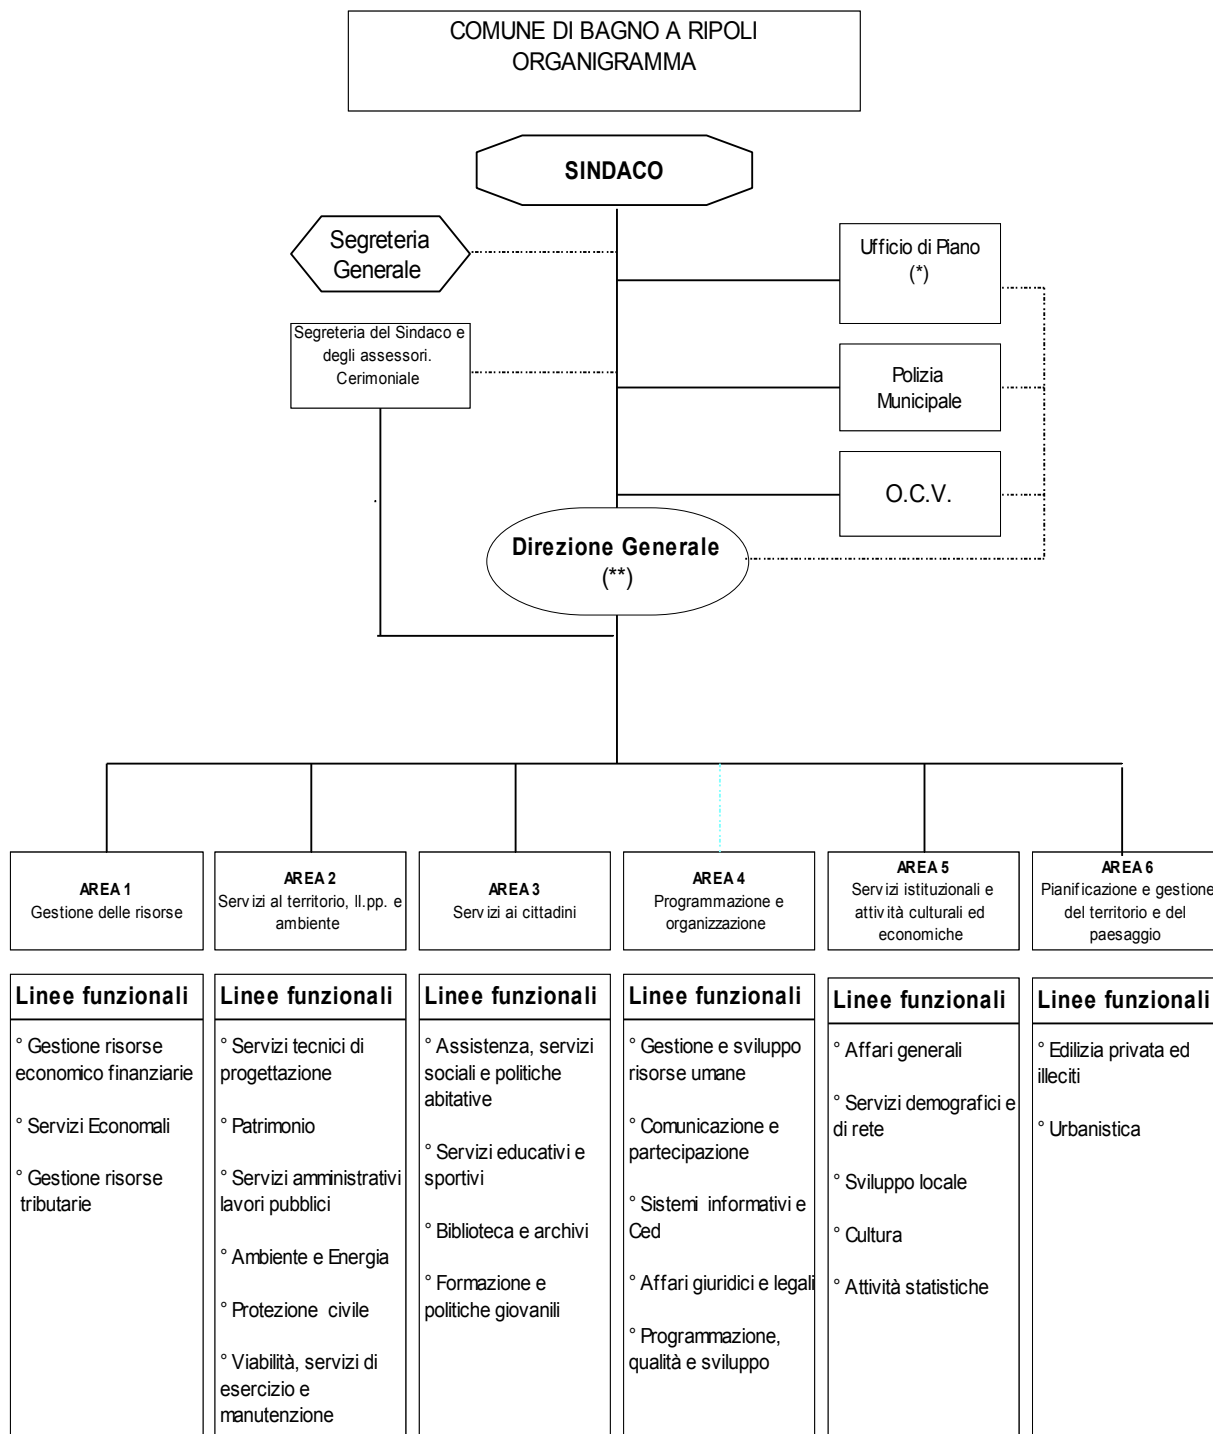 COMUNE DI BAGNO A RIPOLI
ORGANIGRAMMA
SINDACO
Segreteria
Generale
Ufficio di Piano
(*)
Segreteria del Sindaco e
degli assessori.
Cerimoniale
Polizia
Municipale
O.C.V.
Direzione Generale
(**)
AREA 1
Gestione delle risorse
AREA 2
Servizi al territorio, ll.pp. e
ambiente
AREA 3
Servizi ai cittadini
AREA 4
Programmazione e
organizzazione
AREA 5
Servizi istituzionali e
attività culturali ed
economiche
AREA 6
Pianificazione e gestione
del territorio e del
paesaggio
Linee funzionali
° Gestione risorse
economico finanziarie
° Servizi Economali
° Gestione risorse
tributarie
Linee funzionali
° Servizi tecnici di
progettazione
° Patrimonio
° Servizi amministrativi
lavori pubblici
° Ambiente e Energia
° Protezione civile
° Viabilità, servizi di
esercizio e
manutenzione
Linee funzionali
° Assistenza, servizi
sociali e politiche
abitative
° Servizi educativi e
sportivi
° Biblioteca e archivi
° Formazione e
politiche giovanili
Linee funzionali
° Gestione e sviluppo
risorse umane
° Comunicazione e
partecipazione
° Sistemi informativi e
Ced
° Affari giuridici e legali
° Programmazione,
qualità e sviluppo
Linee funzionali
° Affari generali
° Servizi demografici e
di rete
° Sviluppo locale
° Cultura
° Attività statistiche
Linee funzionali
° Edilizia privata ed
illeciti
° Urbanistica